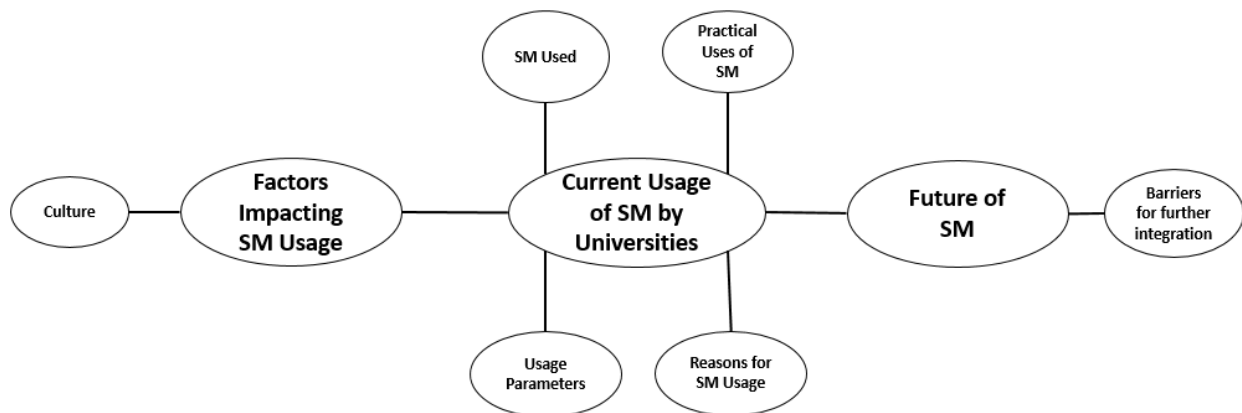 SM Used
Practical
Uses of
SM
Culture
Factors
Impacting
SM Usage
Current Usage
of SM by
Universities
Future of
SM
Barriers
for further
integration
Usage
Parameters
Reasons for
SM Usage